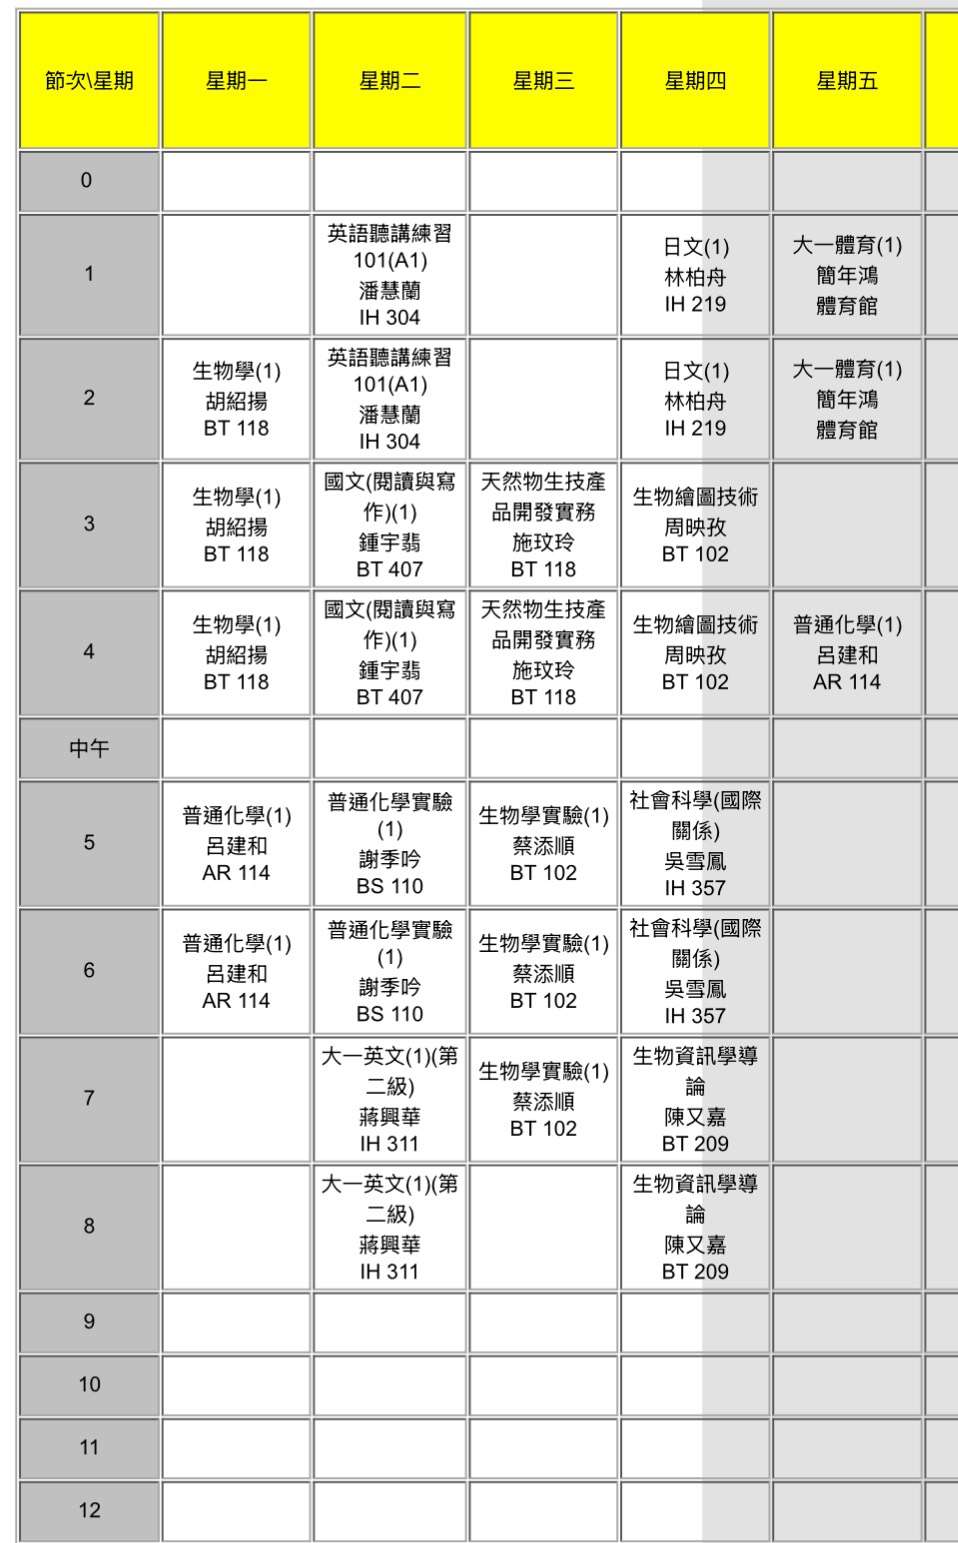 節次\星期 星期一 星期二 星期三 星期四 星期五
0
1
英語聽講練習
101(A1)
潘慧蘭
IH 304
日文(1)
林柏舟
IH 219
大一體育(1)
簡年鴻
體育館
2
生物學(1)
胡紹揚
BT 118
英語聽講練習
101(A1)
潘慧蘭
IH 304
日文(1)
林柏舟
IH 219
大一體育(1)
簡年鴻
體育館
3
生物學(1)
胡紹揚
BT 118
國文(閱讀與寫
作)(1)
鍾宇翡
BT 407
天然物生技產
品開發實務
施玟玲
BT 118
生物繪圖技術
周映孜
BT 102
4
生物學(1)
胡紹揚
BT 118
國文(閱讀與寫
作)(1)
鍾宇翡
BT 407
天然物生技產
品開發實務
施玟玲
BT 118
生物繪圖技術
周映孜
BT 102
普通化學(1)
呂建和
AR 114
中午
5
普通化學(1)
呂建和
AR 114
普通化學實驗
(1)
謝季吟
BS 110
生物學實驗(1)
蔡添順
BT 102
社會科學(國際
關係)
吳雪鳳
IH 357
6
普通化學(1)
呂建和
AR 114
普通化學實驗
(1)
謝季吟
BS 110
生物學實驗(1)
蔡添順
BT 102
社會科學(國際
關係)
吳雪鳳
IH 357
7
大一英文(1)(第
二級)
蔣興華
IH 311
生物學實驗(1)
蔡添順
BT 102
生物資訊學導
論
陳又嘉
BT 209
8
大一英文(1)(第
二級)
蔣興華
IH 311
生物資訊學導
論
陳又嘉
BT 209
9
10
11
12